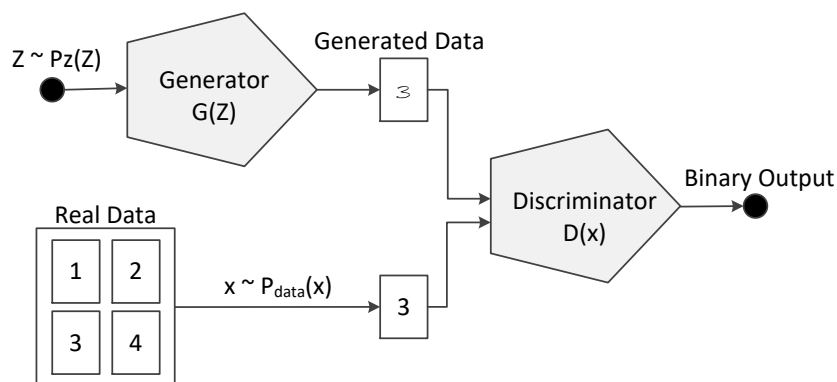 Z ~ Pz(Z)
Generator
G(Z)
Generated Data
3
Real Data
1 2
3 4
x ~ Pdata(x)
3
Discriminator
D(x)
Binary Output